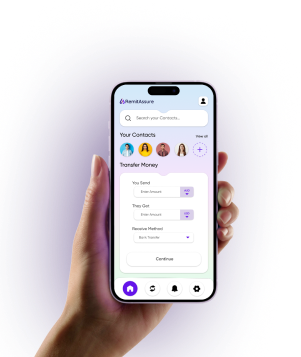 RemitAssure
Search your Contacts...
Your Contacts
View all
Transfer Money
You Send
Enter Amount
They Get
Enter Amount
Receive Method
Bank Transfer
Continue